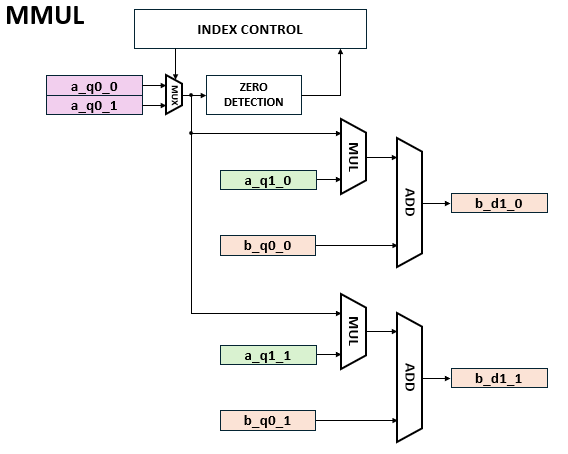 MMUL
INDEX CONTROL
a_q0_0
a_q0_1
MUX
ZERO
DETECTION
MUL
a_q1_0
ADD
b_d1_0
b_q0_0
MUL
a_q1_1
ADD
b_d1_1
b_q0_1